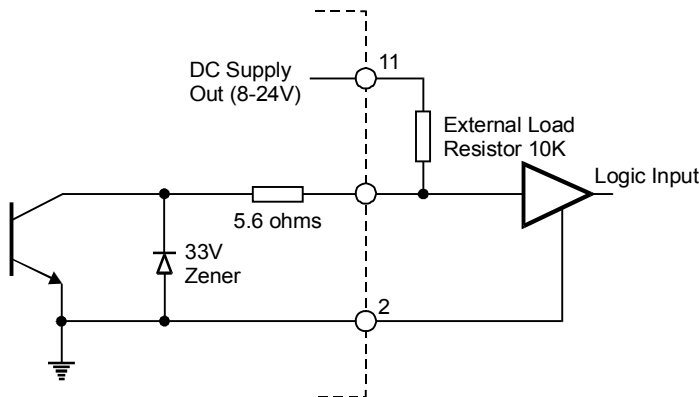 11
DC Supply
Out (8-24V)
External Load
Resistor 10K
Logic Input
5.6 ohms
33V
Zener
2